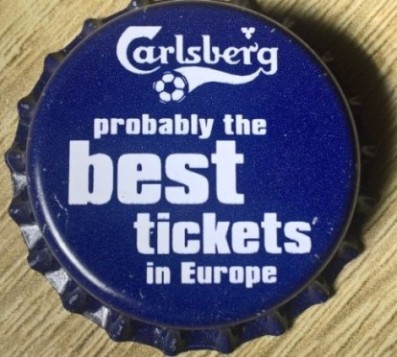 Carlsberg
probably the
best
tickets
in Europe